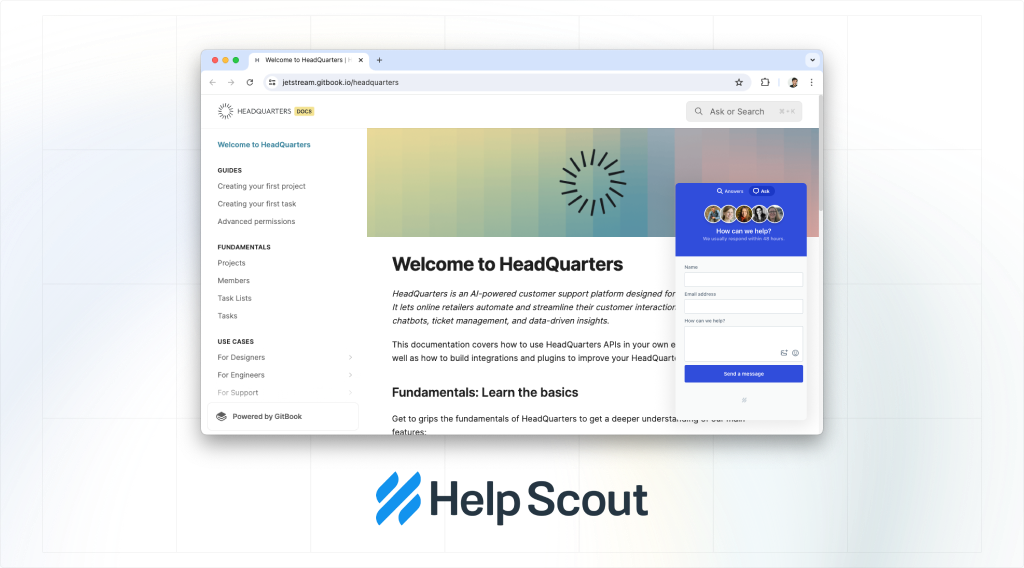 H Welcome to HeadQuarters |
jetstream.gitbook.io/headquarters
HEADQUARTERS DOCS
Ask or Search ⌘+K
Welcome to HeadQuarters
GUIDES
Creating your first project
Creating your first task
Advanced permissions
FUNDAMENTALS
Projects
Members
Task Lists
Tasks
USE CASES
For Designers
For Engineers
For Support
Powered by GitBook
Welcome to HeadQuarters
HeadQuarters is an AI-powered customer support platform designed for
It lets online retailers automate and streamline their customer interaction
chatbots, ticket management, and data-driven insights.
This documentation covers how to use HeadQuarters APIs in your own e
well as how to build integrations and plugins to improve your HeadQuart
Fundamentals: Learn the basics
Get to grips the fundamentals of HeadQuarters to get a deeper understanding of our main
features:
Answers Ask
How can we help?
We usually respond within 48 hours
Name
Email address
How can we help?
Send a message
Help Scout